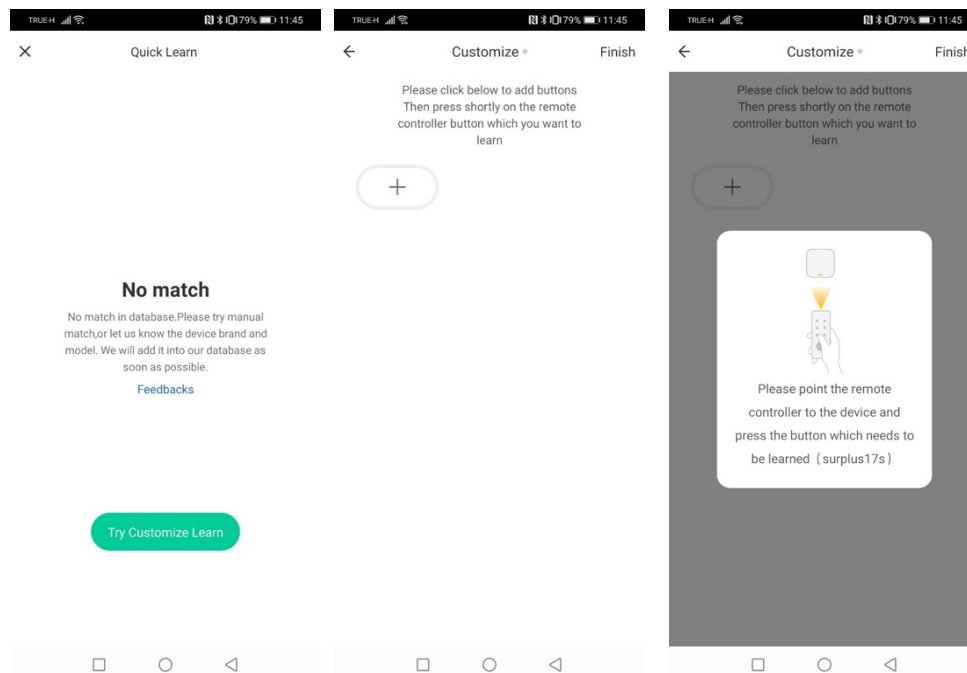 TRUE-H 79% 11:45
Quick Learn
No match
No match in database.Please try manual
match,or let us know the device brand and
model. We will add it into our database as
soon as possible.
Feedbacks
Try Customize Learn
TRUE-H 79% 11:45
Customize
Finish
Please click below to add buttons
Then press shortly on the remote
controller button which you want to
learn
+
TRUE-H 79% 11:45
Customize
Finish
Please click below to add buttons
Then press shortly on the remote
controller button which you want to
learn
+
Please point the remote
controller to the device and
press the button which needs to
be learned（surplus17s）